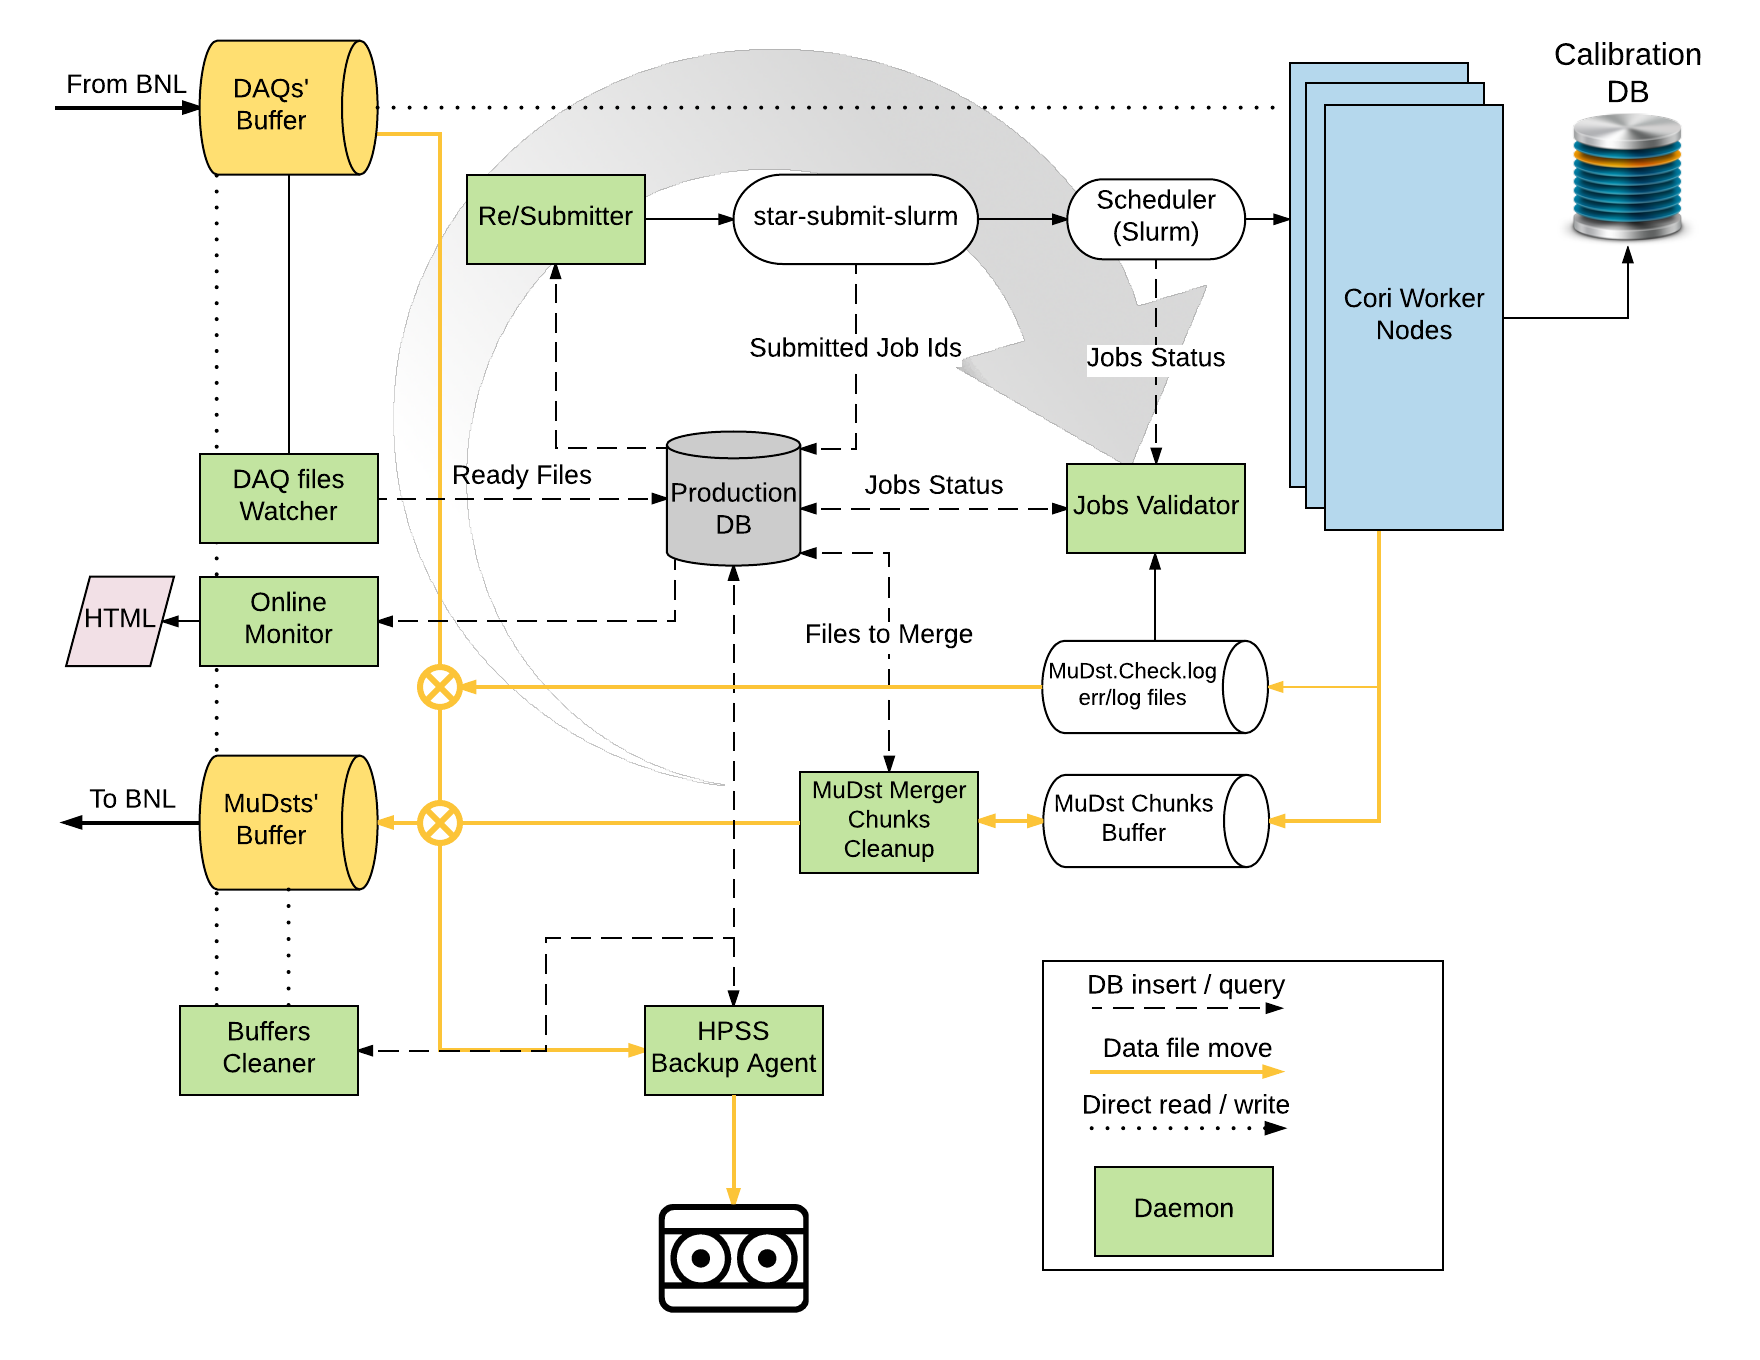 From BNL
DAQs'
Buffer
Calibration
DB
Re/Submitter
star-submit-slurm
Scheduler
(Slurm)
Cori Worker
Nodes
Submitted Job Ids
Jobs Status
DAQ files
Watcher
Ready Files
Production
DB
Jobs Status
Jobs Validator
HTML
Online
Monitor
Files to Merge
MuDst.Check.log
err/log files
To BNL
MuDsts'
Buffer
MuDst Merger
Chunks
Cleanup
MuDst Chunks
Buffer
Buffers
Cleaner
HPSS
Backup Agent
DB insert / query
Data file move
Direct read / write
Daemon